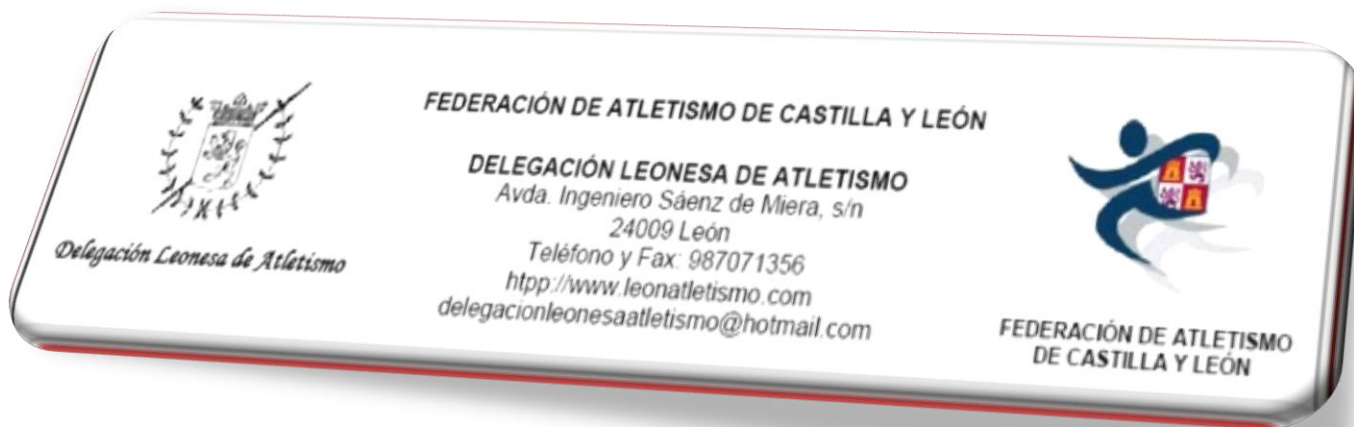 FEDERACIÓN DE ATLETISMO DE CASTILLA Y LEÓN
DELEGACIÓN LEONESA DE ATLETISMO
Avda. Ingeniero Sáenz de Miera, s/n
24009 León
Teléfono y Fax: 987071356
htpp://www.leonatletismo.com
delegacionleonesaatletismo@hotmail.com
Delegación Leonesa de Atletismo
FEDERACIÓN DE ATLETISMO
DE CASTILLA Y LEÓN